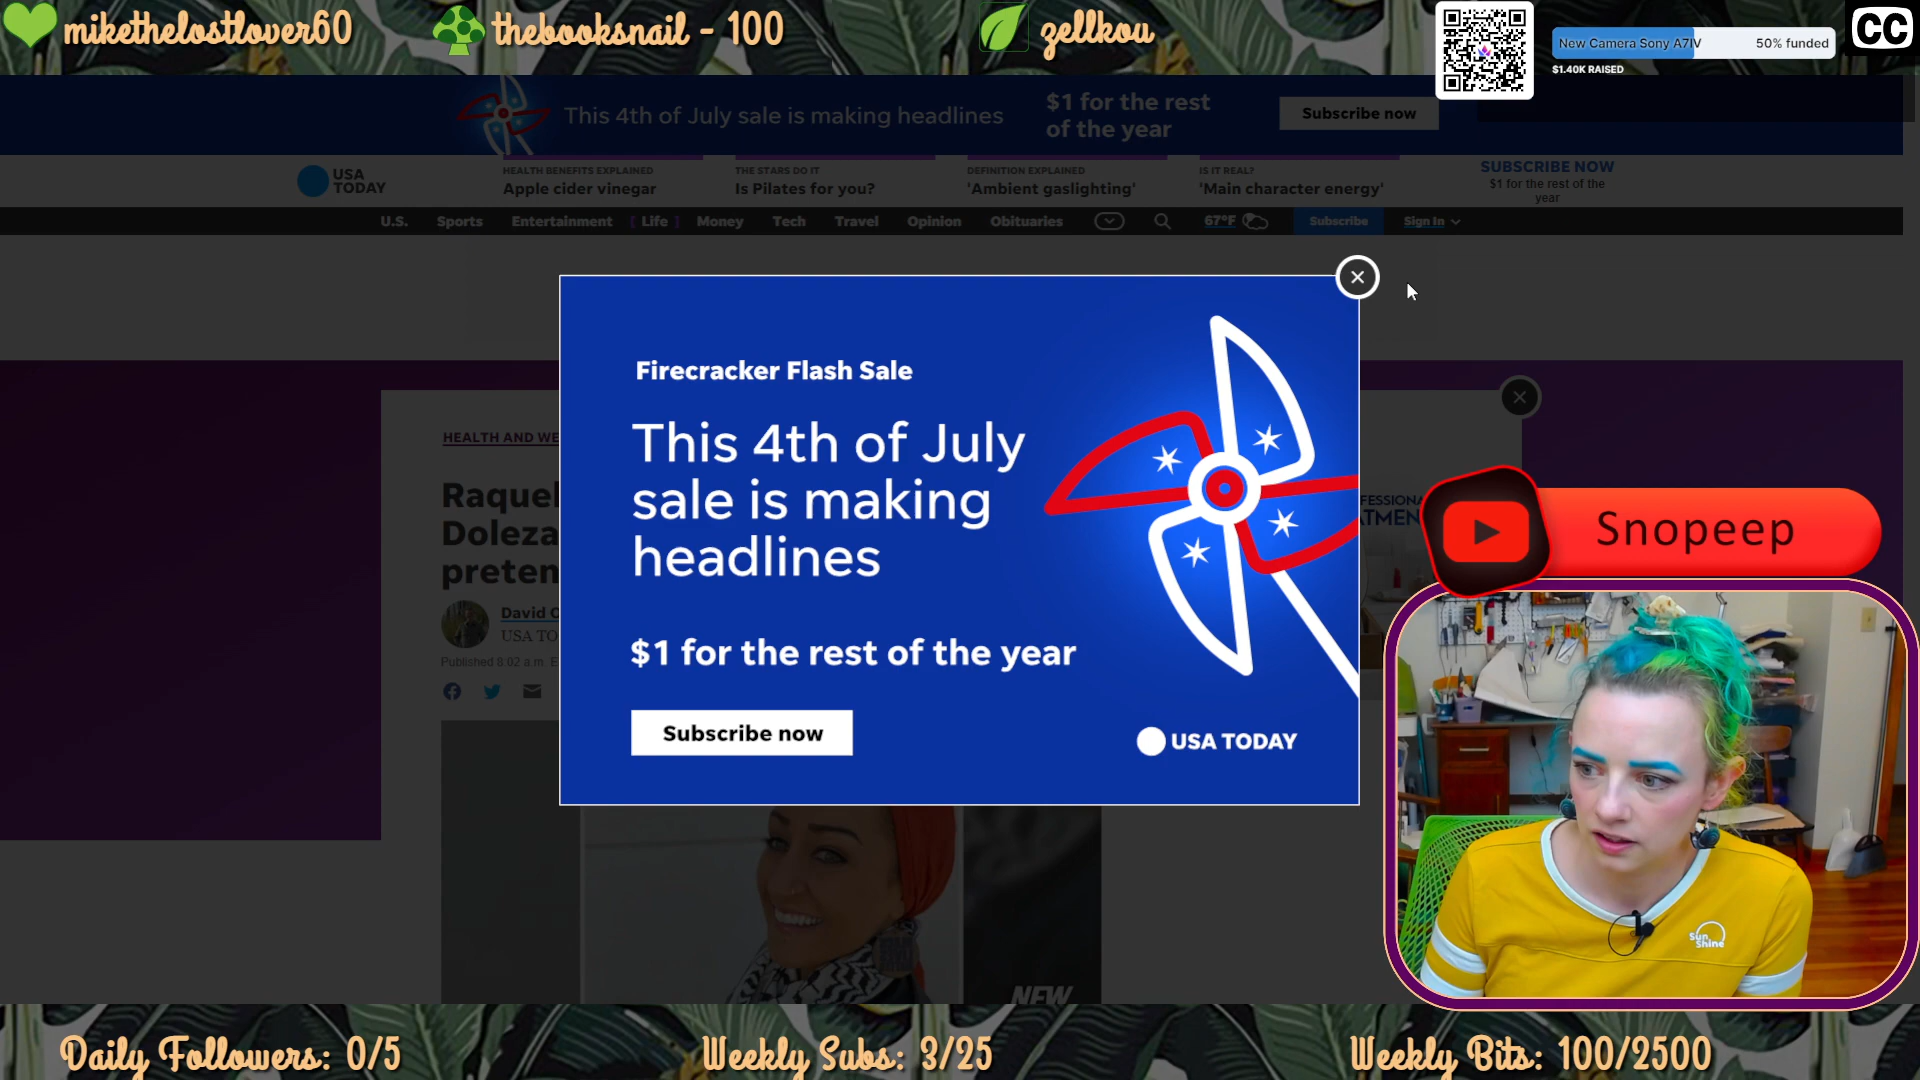 mikethelostlover60
thebooksnail - 100
zellkou
New Camera Sony A7IV
50% funded
$1.40K RAISED
CC
This 4th of July sale is making headlines
$1 for the rest
of the year
Subscribe now
USA
TODAY
HEALTH BENEFITS EXPLAINED
Apple cider vinegar
THE STARS DO IT
Is Pilates for you?
DEFINITION EXPLAINED
'Ambient gaslighting'
IS IT REAL?
'Main character energy'
SUBSCRIBE NOW
$1 for the rest of the
year
U.S. Sports Entertainment [ Life ] Money Tech Travel Opinion Obituaries 67°F Subscribe Sign In
HEALTH AND WE
Raquel
Doleza
preten
David
USA TO
Published 8:02 a.m. E
Firecracker Flash Sale
This 4th of July
sale is making
headlines
$1 for the rest of the year
Subscribe now
USA TODAY
Snopeep
Sun
Shine
NEW
Daily Followers: 0/5
Weekly Subs: 3/25
Weekly Bits: 100/2500